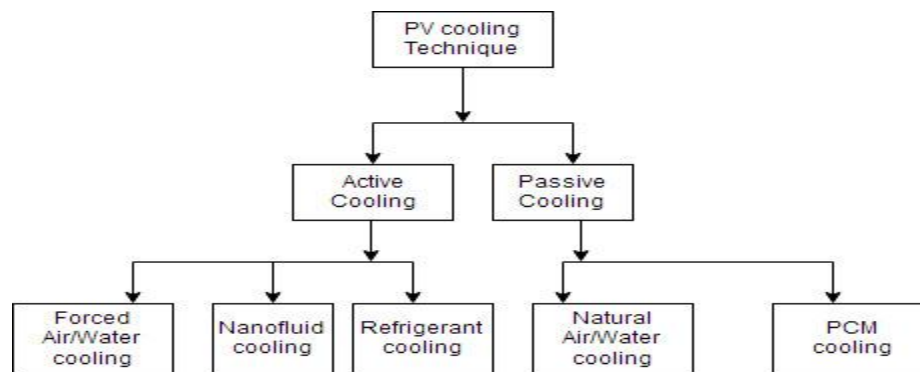 PV cooling
Technique
Active
Cooling
Passive
Cooling
Forced
Air/Water
cooling
Nanofluid
cooling
Refrigerant
cooling
Natural
Air/Water
cooling
PCM
cooling